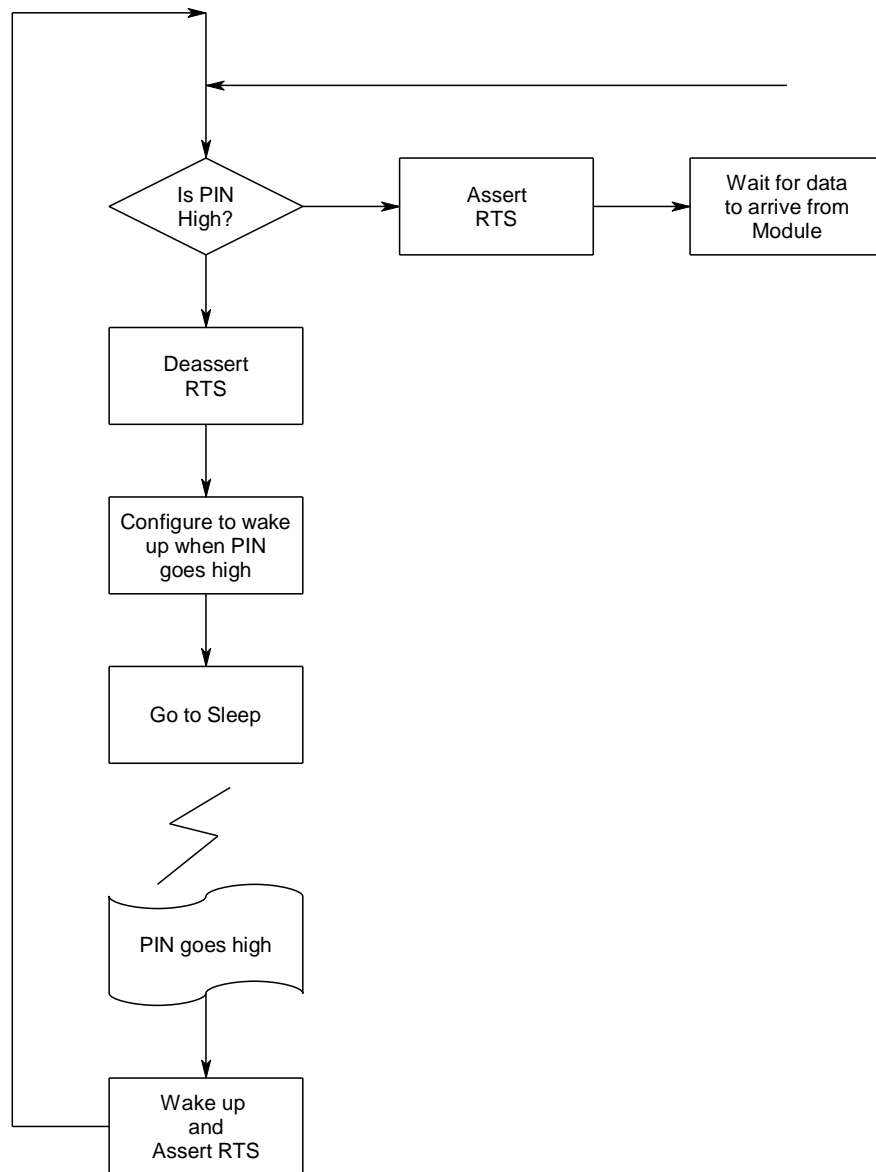 Is PIN
High?
Assert
RTS
Wait for data
to arrive from
Module
Deassert
RTS
Configure to wake
up when PIN
goes high
Go to Sleep
PIN goes high
Wake up
and
Assert RTS